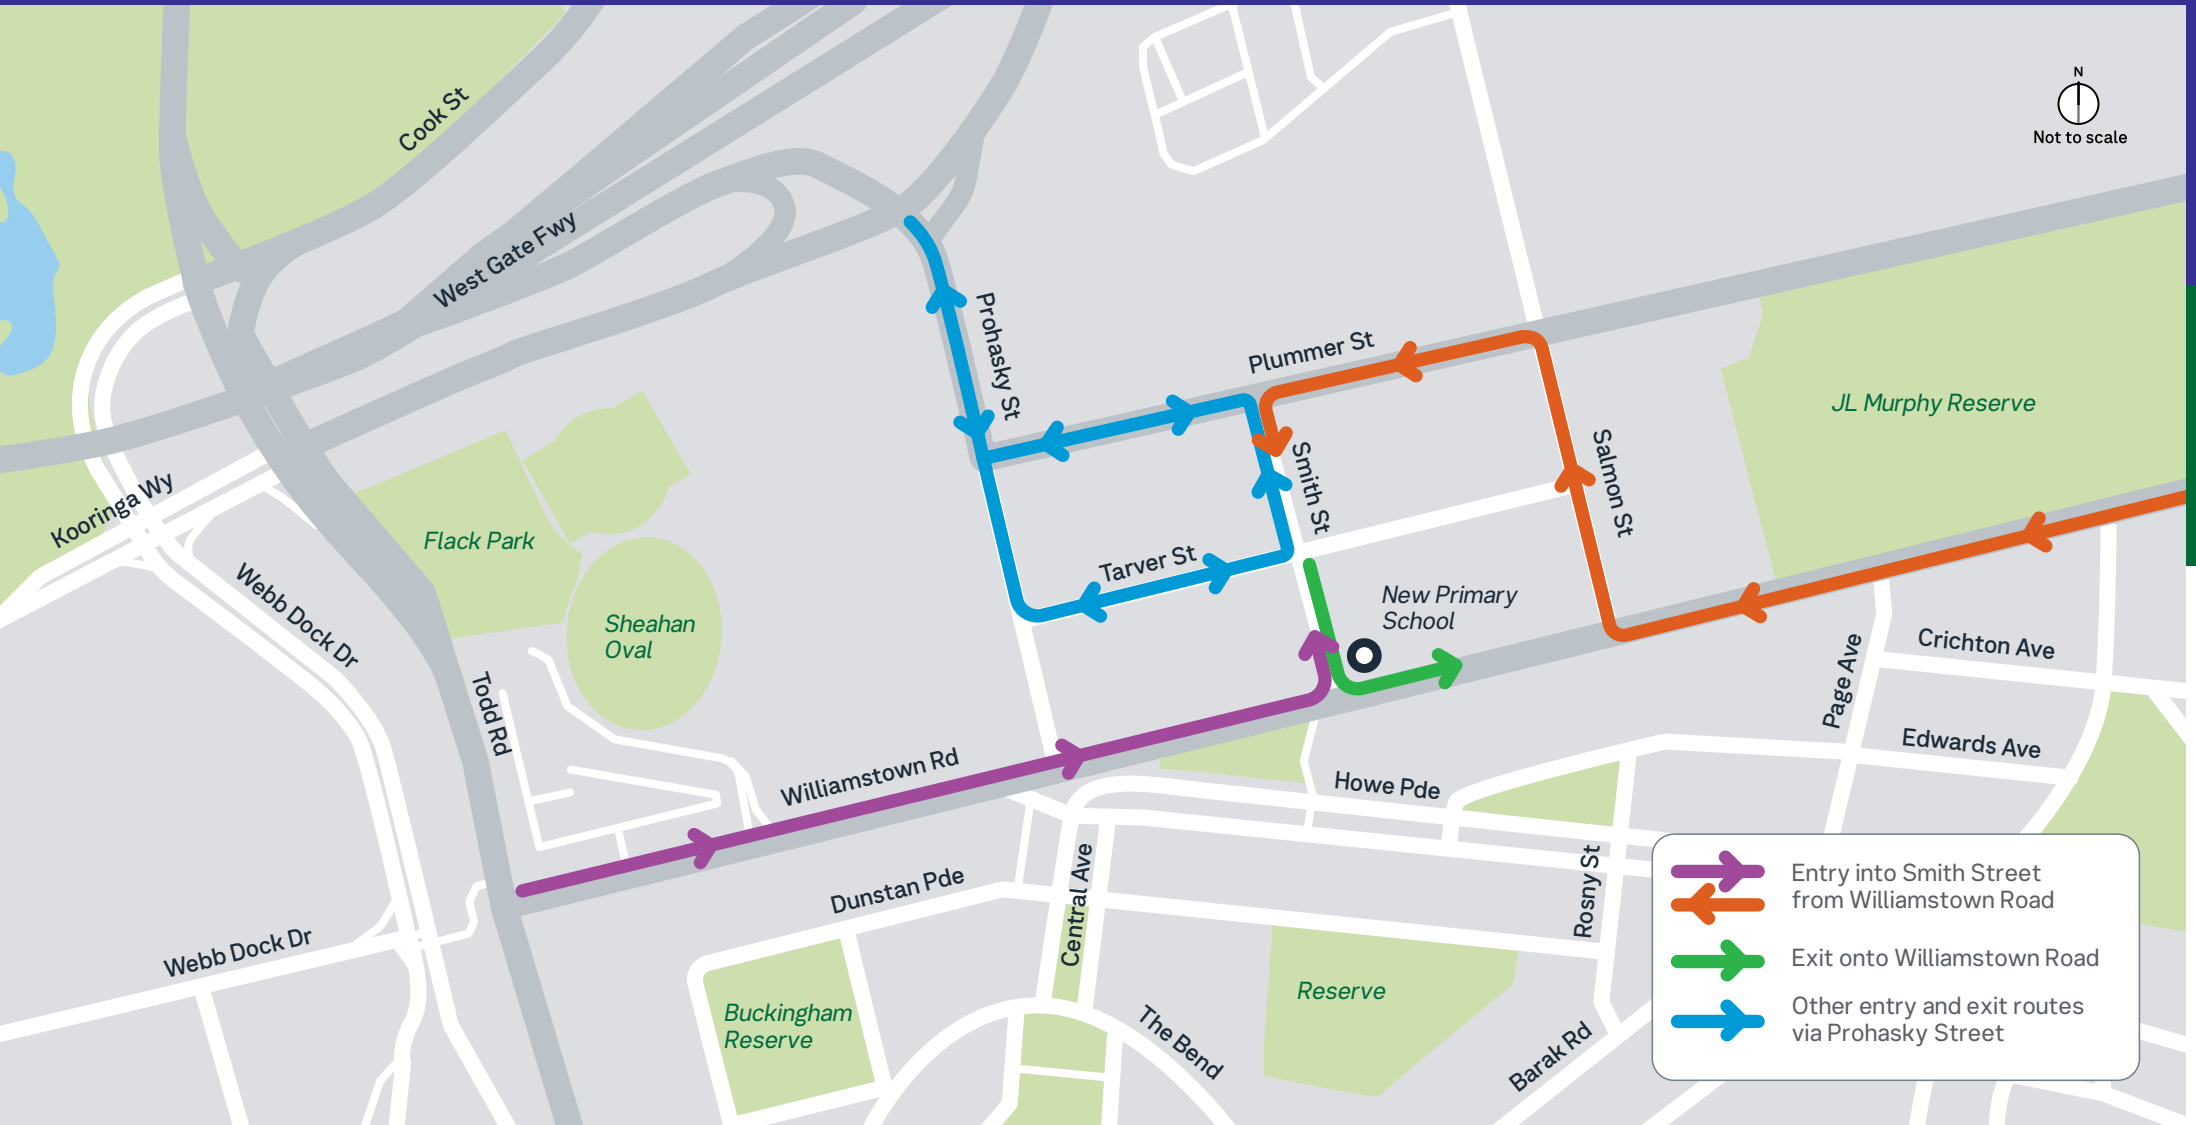 N
Not to scale
Cook St
West Gate Fwy
Prohasky St
Plummer St
JL Murphy Reserve
Smith St
Salmon St
Kooringa Wy
Flack Park
Tarver St
Webb Dock Dr
New Primary
School
Sheahan
Oval
Crichton Ave
Page Ave
Todd Rd
Edwards Ave
Williamstown Rd
Howe Pde
Dunstan Pde
Central Ave
Rosny St
Webb Dock Dr
Buckingham
Reserve
Reserve
The Bend
Barak Rd
Entry into Smith Street
from Williamstown Road
Exit onto Williamstown Road
Other entry and exit routes
via Prohasky Street